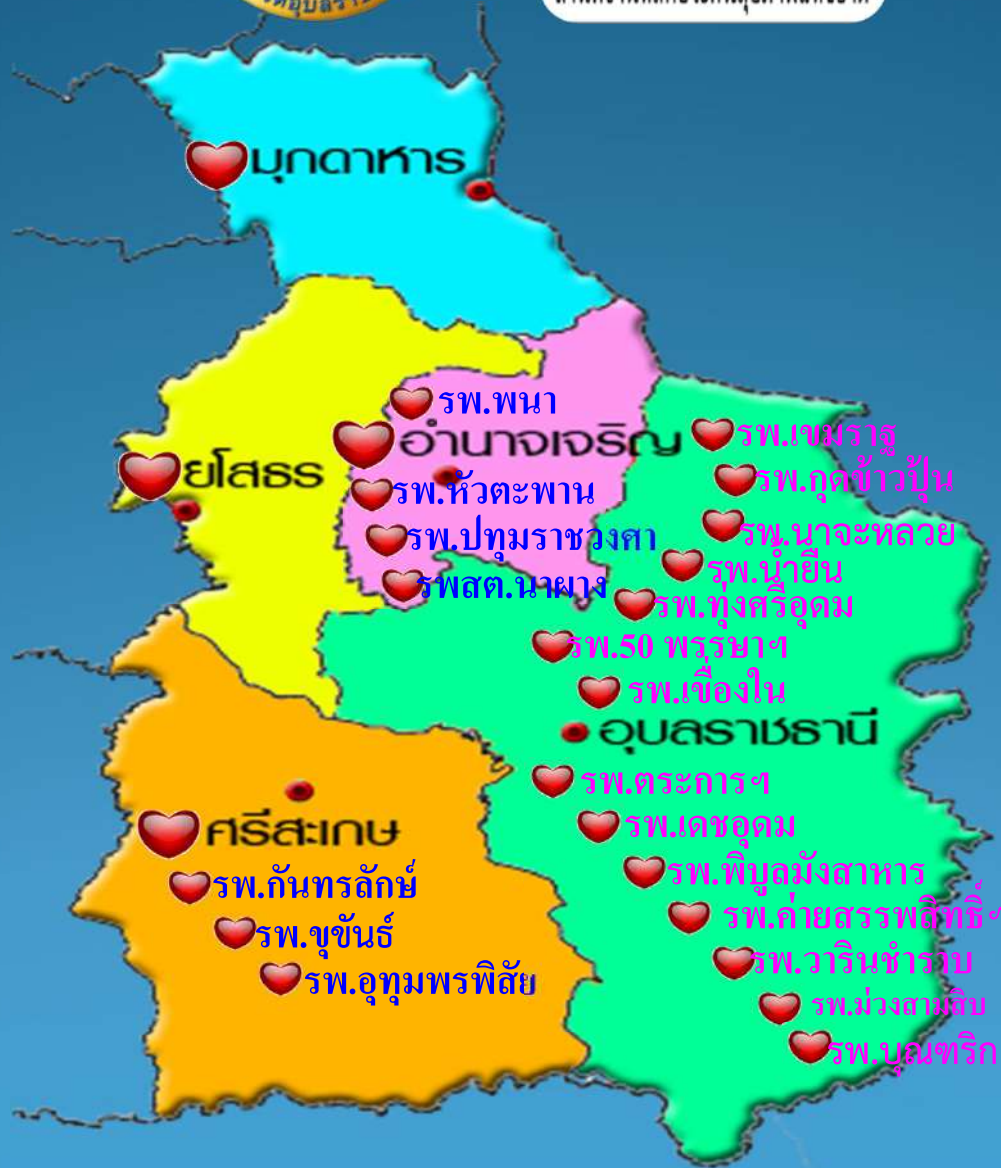 มุกดาหาร
รพ.พนา
อำนาจเจริญ
รพ.เขมราฐ
ยโสธร
รพ.กุดข้าวปุ้น
รพ.หัวตะพาน
รพ.นาจะหลวย
รพ.ปทุมราชวงศา
รพ.น้ำยืน
รพสต.นาผาง
รพ.ทุ่งศรีอุดม
รพ.50 พรรษาฯ
รพ.เขื่องใน
อุบลราชธานี
รพ.ตระการฯ
รพ.เดชอุดม
ศรีสะเกษ
รพ.พิบูลมังสาหาร
รพ.กันทรลักษ์
รพ.ค่ายสรรพสิทธิ์ฯ
รพ.ขุขันธ์
รพ.วารินชำราบ
รพ.อุทุมพรพิสัย
รพ.ม่วงสามสิบ
รพ.บุณฑริก